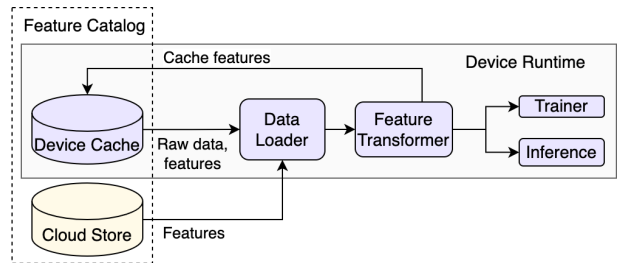 Feature Catalog
Cache features
Device Runtime
Device Cache
Raw data,
features
Data
Loader
Feature
Transformer
Trainer
Inference
Cloud Store
Features